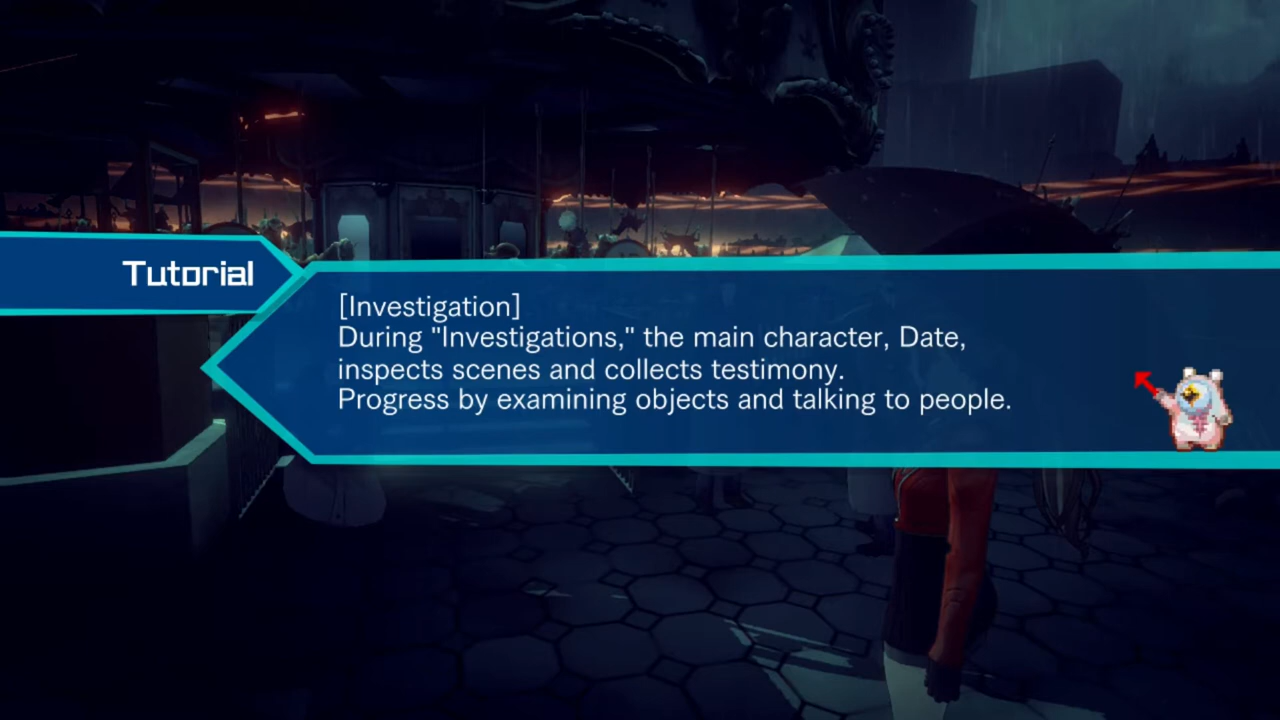 Tutorial
[Investigation]
During "Investigations," the main character, Date,
inspects scenes and collects testimony.
Progress by examining objects and talking to people.